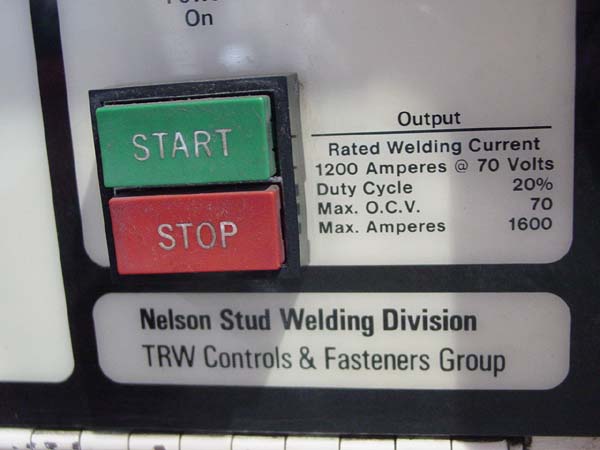 On
START
STOP
Output
Rated Welding Current
1200 Amperes @ 70 Volts
Duty Cycle 20%
Max. O.C.V. 70
Max. Amperes 1600
Nelson Stud Welding Division
TRW Controls & Fasteners Group